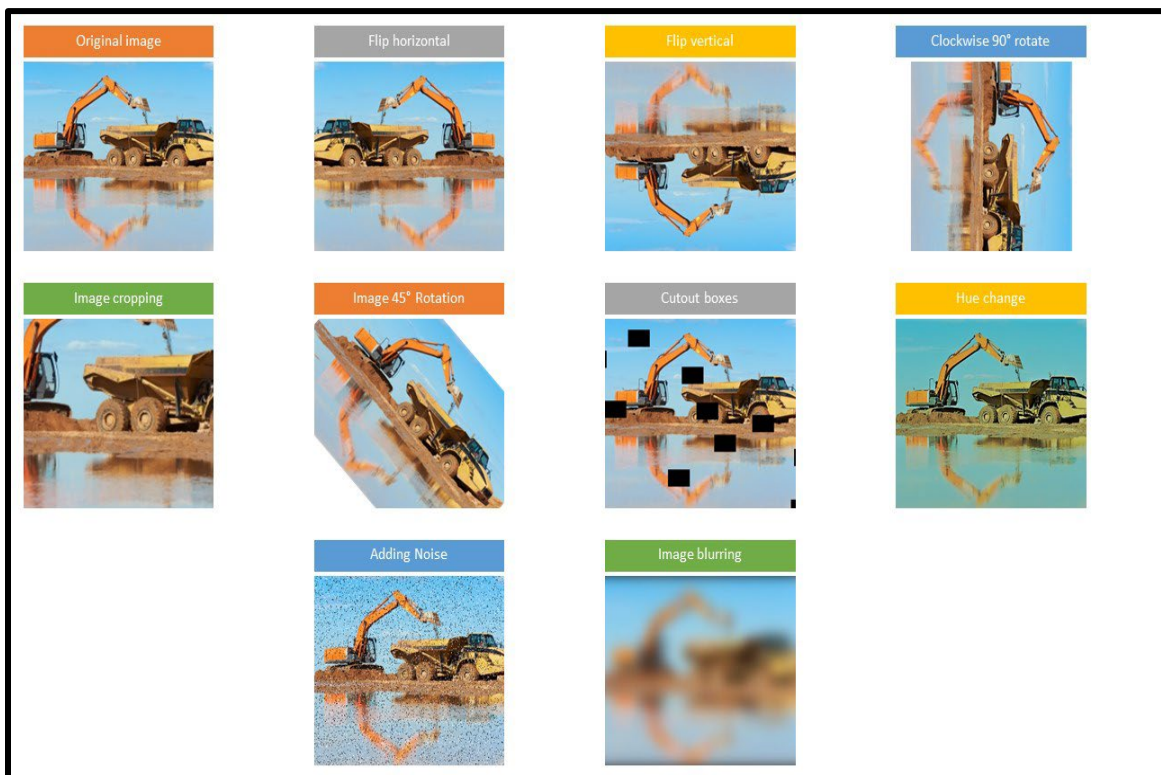 Original image
Flip horizontal
Flip vertical
Clockwise 90° rotate
Image cropping
Image 45° Rotation
Cutout boxes
Hue change
Adding Noise
Image blurring